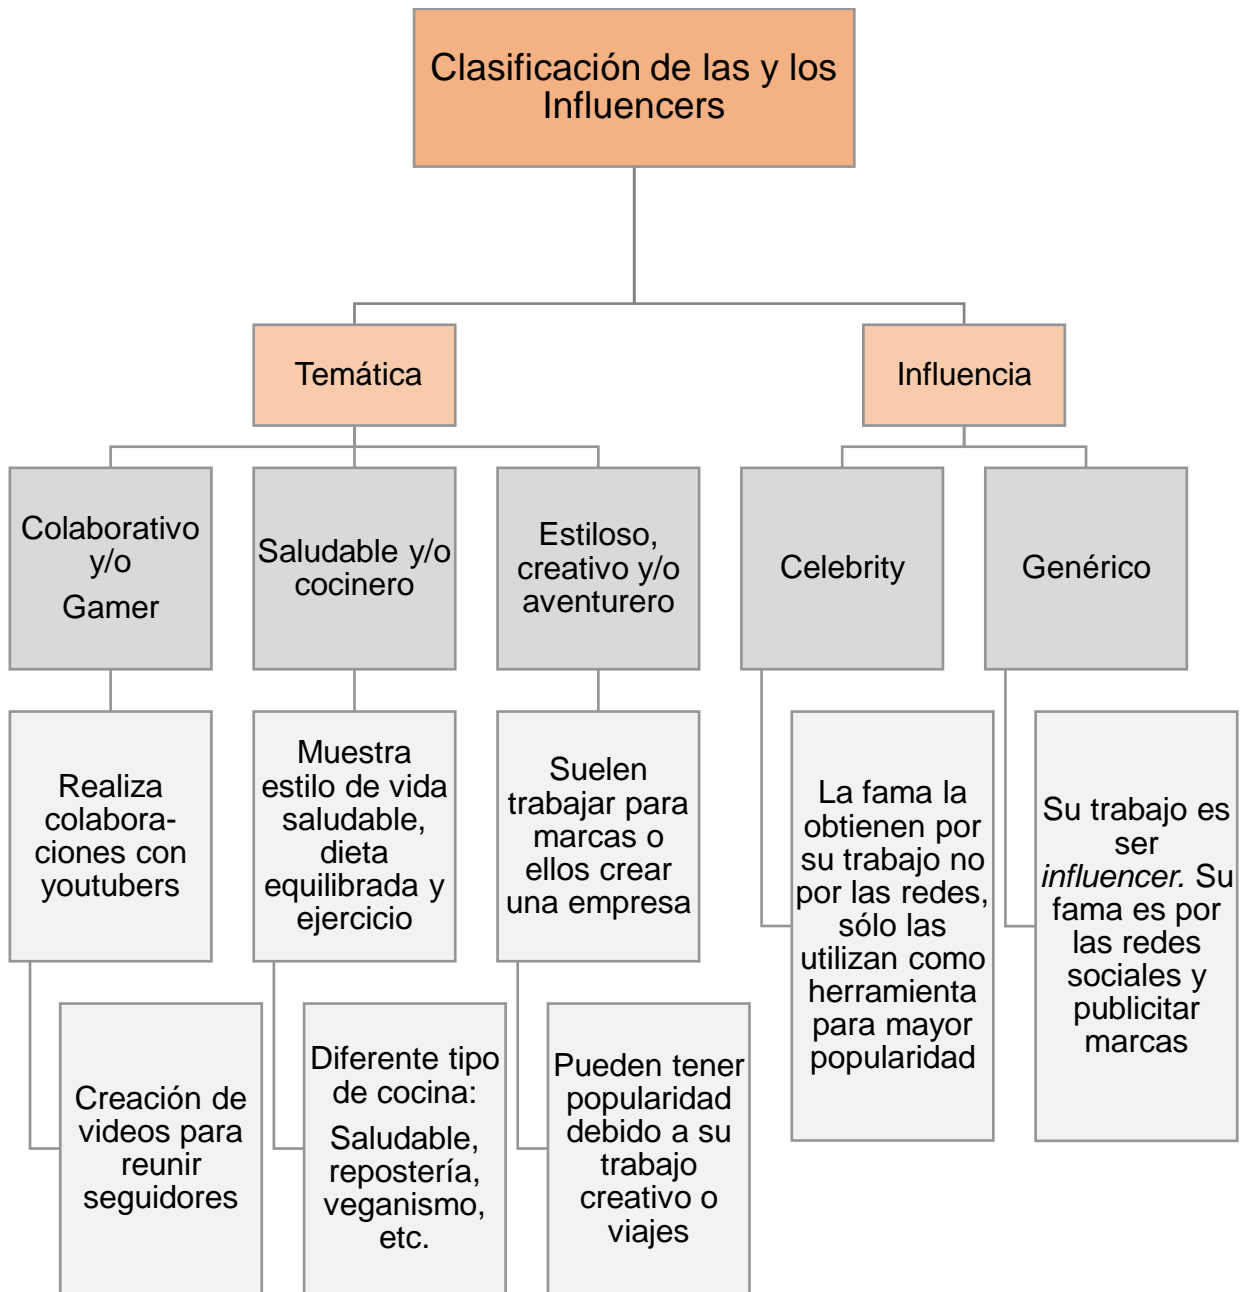 Clasificación de las y los
Influencers
Temática
Influencia
Colaborativo
y/o
Gamer
Saludable y/o
cocinero
Estiloso,
creativo y/o
aventurero
Celebrity
Genérico
Realiza
colabora-
ciones con
youtubers
Muestra
estilo de vida
saludable,
dieta
equilibrada y
ejercicio
Suelen
trabajar para
marcas o
ellos crear
una empresa
La fama la
obtienen por
su trabajo no
por las redes,
sólo las
utilizan como
herramienta
para mayor
popularidad
Su trabajo es
ser
influencer. Su
fama es por
las redes
sociales y
publicitar
marcas
Creación de
videos para
reunir
seguidores
Diferente tipo
de cocina:
Saludable,
repostería,
veganismo,
etc.
Pueden tener
popularidad
debido a su
trabajo
creativo o
viajes